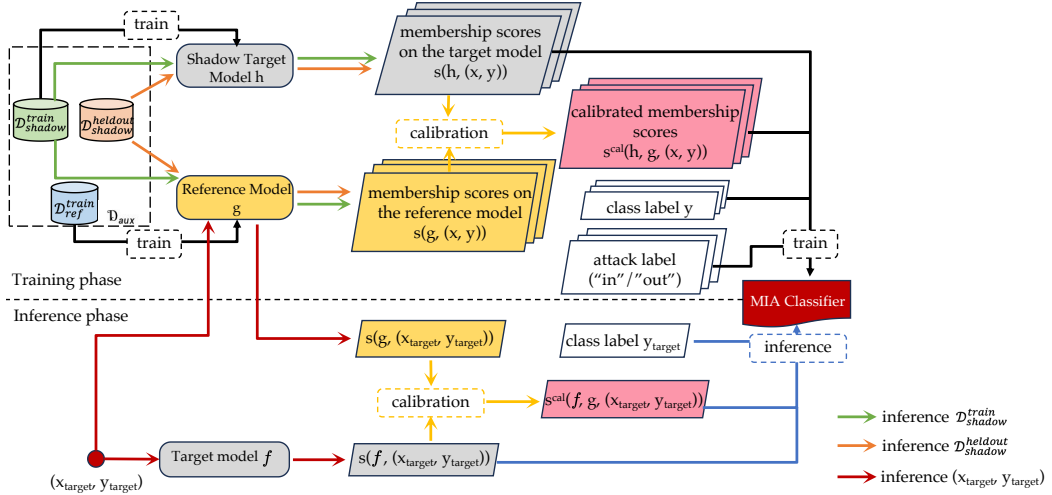 train
Shadow Target
Model h
membership scores
on the target model
s(h, (x, y))
𝒟^train_shadow
𝒟^heldout_shadow
calibration
calibrated membership
scores
s^cal(h, g, (x, y))
Reference Model
g
membership scores on
the reference model
s(g, (x, y))
𝒟^train_ref
𝒟_aux
class label y
train
train
attack label
("in"/"out")
Training phase
MIA Classifier
Inference phase
s(g, (x_target, y_target))
class label y_target
inference
calibration
s^cal(f, g, (x_target, y_target))
inference 𝒟^train_shadow
inference 𝒟^heldout_shadow
Target model f
s(f, (x_target, y_target))
inference (x_target, y_target)
(x_target, y_target)